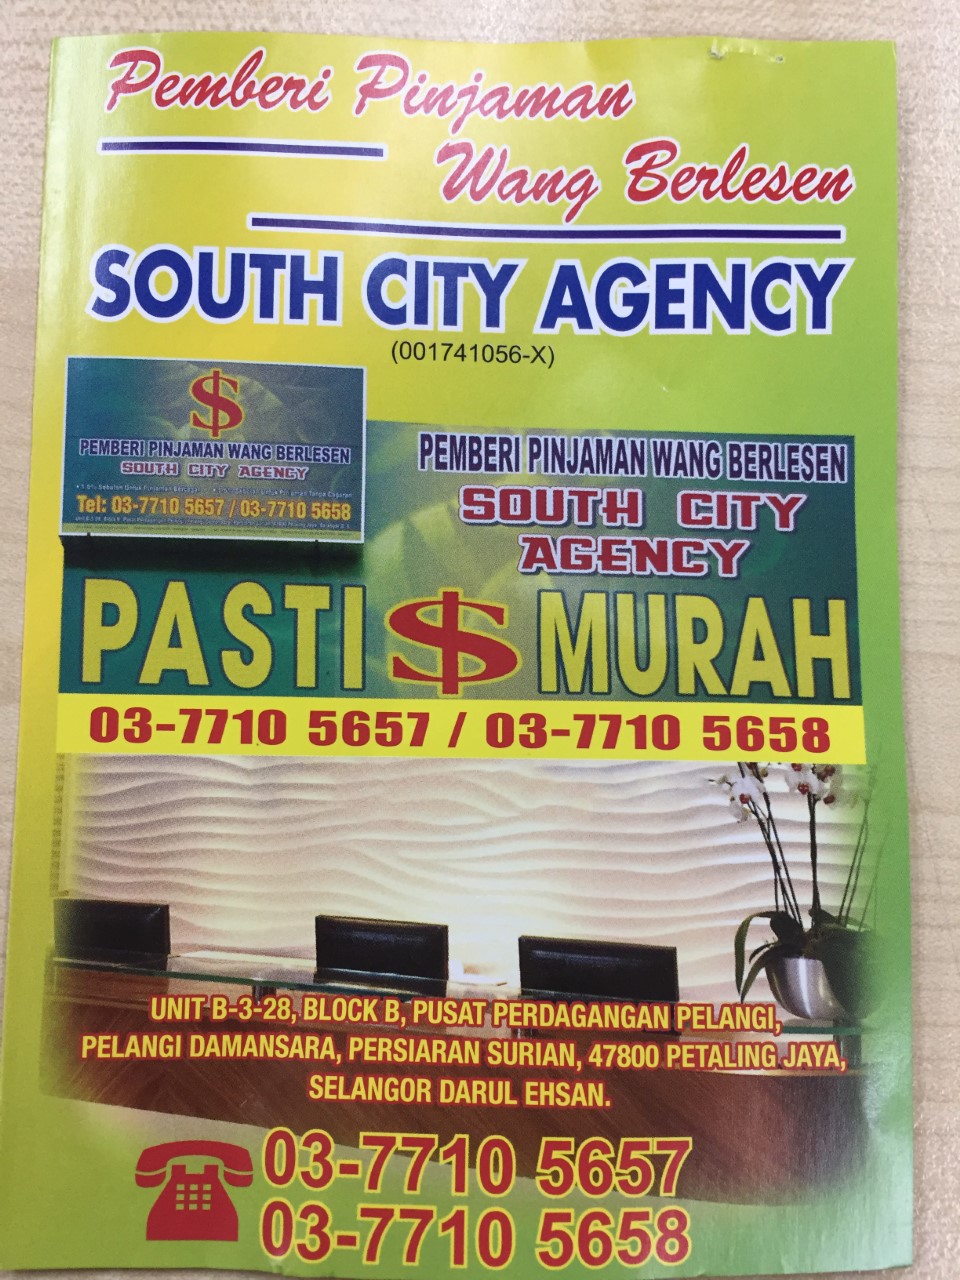 Pemberi Pinjaman
Wang Berlesen
SOUTH CITY AGENCY
(001741056-X)
$
PEMBERI PINJAMAN WANG BERLESEN
SOUTH CITY AGENCY
Tel: 03-7710 5657 / 03-7710 5658
PEMBERI PINJAMAN WANG BERLESEN
SOUTH CITY
AGENCY
PASTI $ MURAH
03-7710 5657 / 03-7710 5658
UNIT B-3-28, BLOCK B, PUSAT PERDAGANGAN PELANGI,
PELANGI DAMANSARA, PERSIARAN SURIAN, 47800 PETALING JAYA,
SELANGOR DARUL EHSAN.
03-7710 5657
03-7710 5658